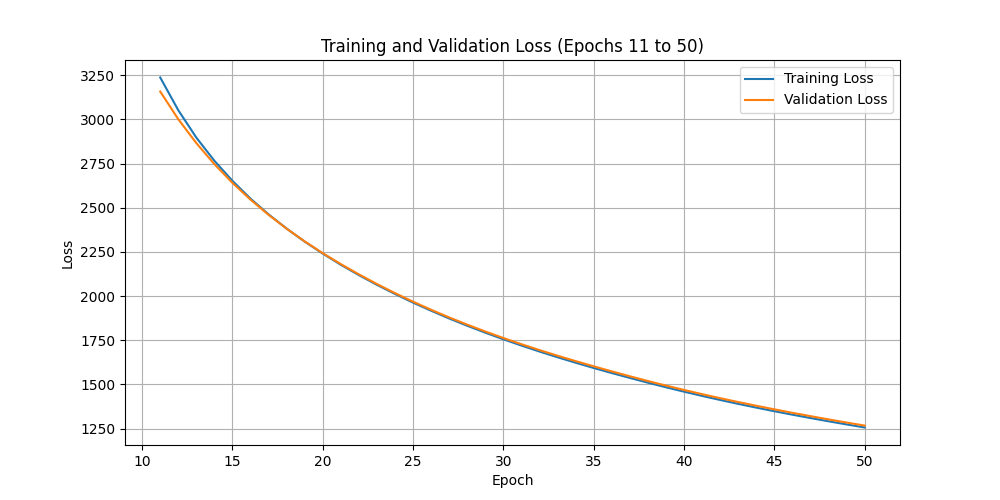 Training and Validation Loss (Epochs 11 to 50)
Training Loss
Validation Loss
3250
3000
2750
2500
2250
2000
1750
1500
1250
Loss
10 15 20 25 30 35 40 45 50
Epoch